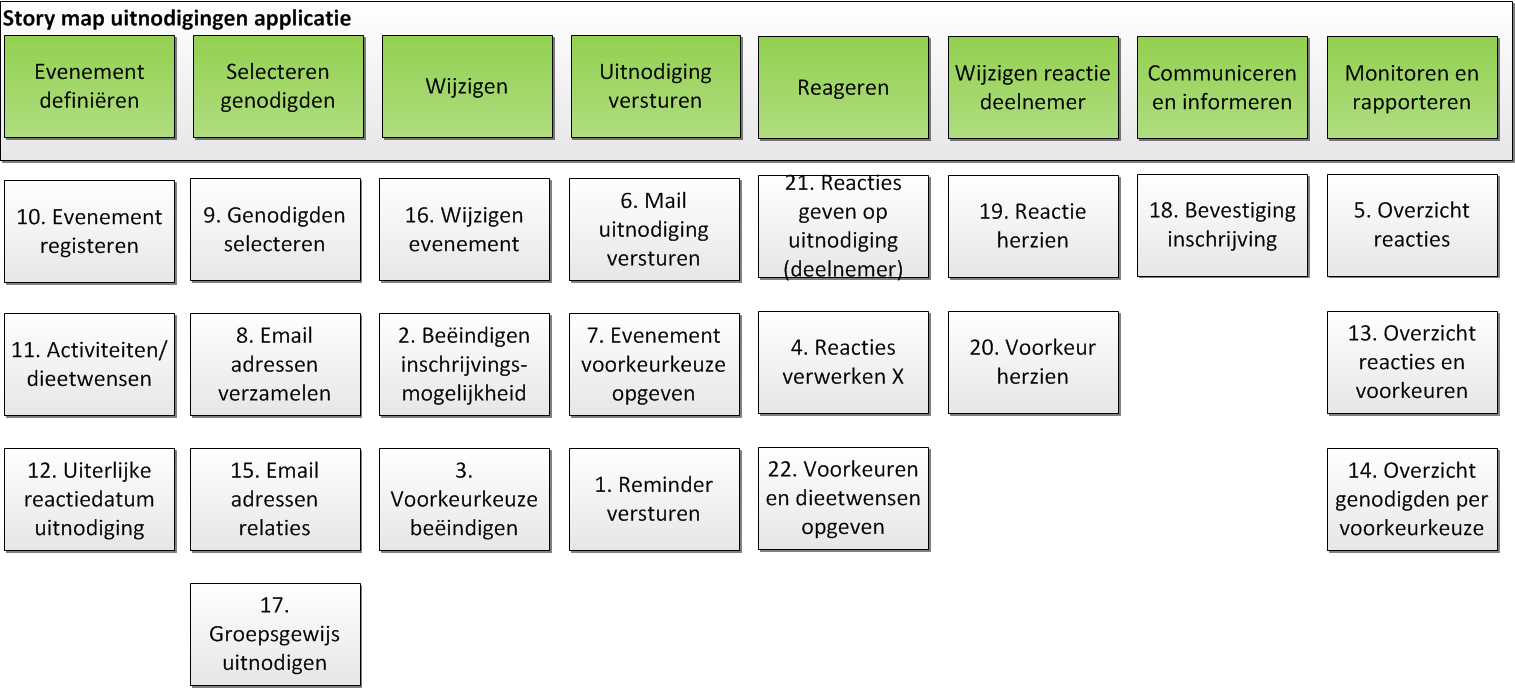 Story map uitnodigingen applicatie
Evenement
definiëren
Selecteren
genodigden
Wijzigen
Uitnodiging
versturen
Reageren
Wijzigen reactie
deelnemer
Communiceren
en informeren
Monitoren en
rapporteren
10. Evenement
registeren
9. Genodigden
selecteren
16. Wijzigen
evenement
6. Mail
uitnodiging
versturen
21. Reacties
geven op
uitnodiging
(deelnemer)
19. Reactie
herzien
18. Bevestiging
inschrijving
5. Overzicht
reacties
11. Activiteiten/
dieetwensen
8. Email
adressen
verzamelen
2. Beëindigen
inschrijvings-
mogelijkheid
7. Evenement
voorkeurkeuze
opgeven
4. Reacties
verwerken X
20. Voorkeur
herzien
13. Overzicht
reacties en
voorkeuren
12. Uiterlijke
reactiedatum
uitnodiging
15. Email
adressen
relaties
3.
Voorkeurkeuze
beëindigen
1. Reminder
versturen
22. Voorkeuren
en dieetwensen
opgeven
14. Overzicht
genodigden per
voorkeurkeuze
17.
Groepsgewijs
uitnodigen